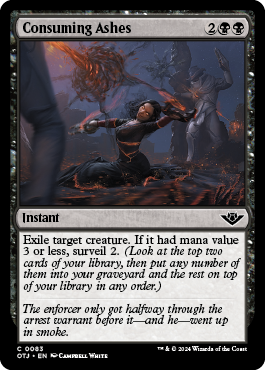 Consuming Ashes 2
Instant
Exile target creature. If it had mana value
3 or less, surveil 2. (Look at the top two
cards of your library, then put any number of
them into your graveyard and the rest on top
of your library in any order.)
The enforcer only got halfway through the
arrest warrant before it—and he—went up
in smoke.
C 0083
OTJ • EN Campbell White
™ & © 2024 Wizards of the Coast